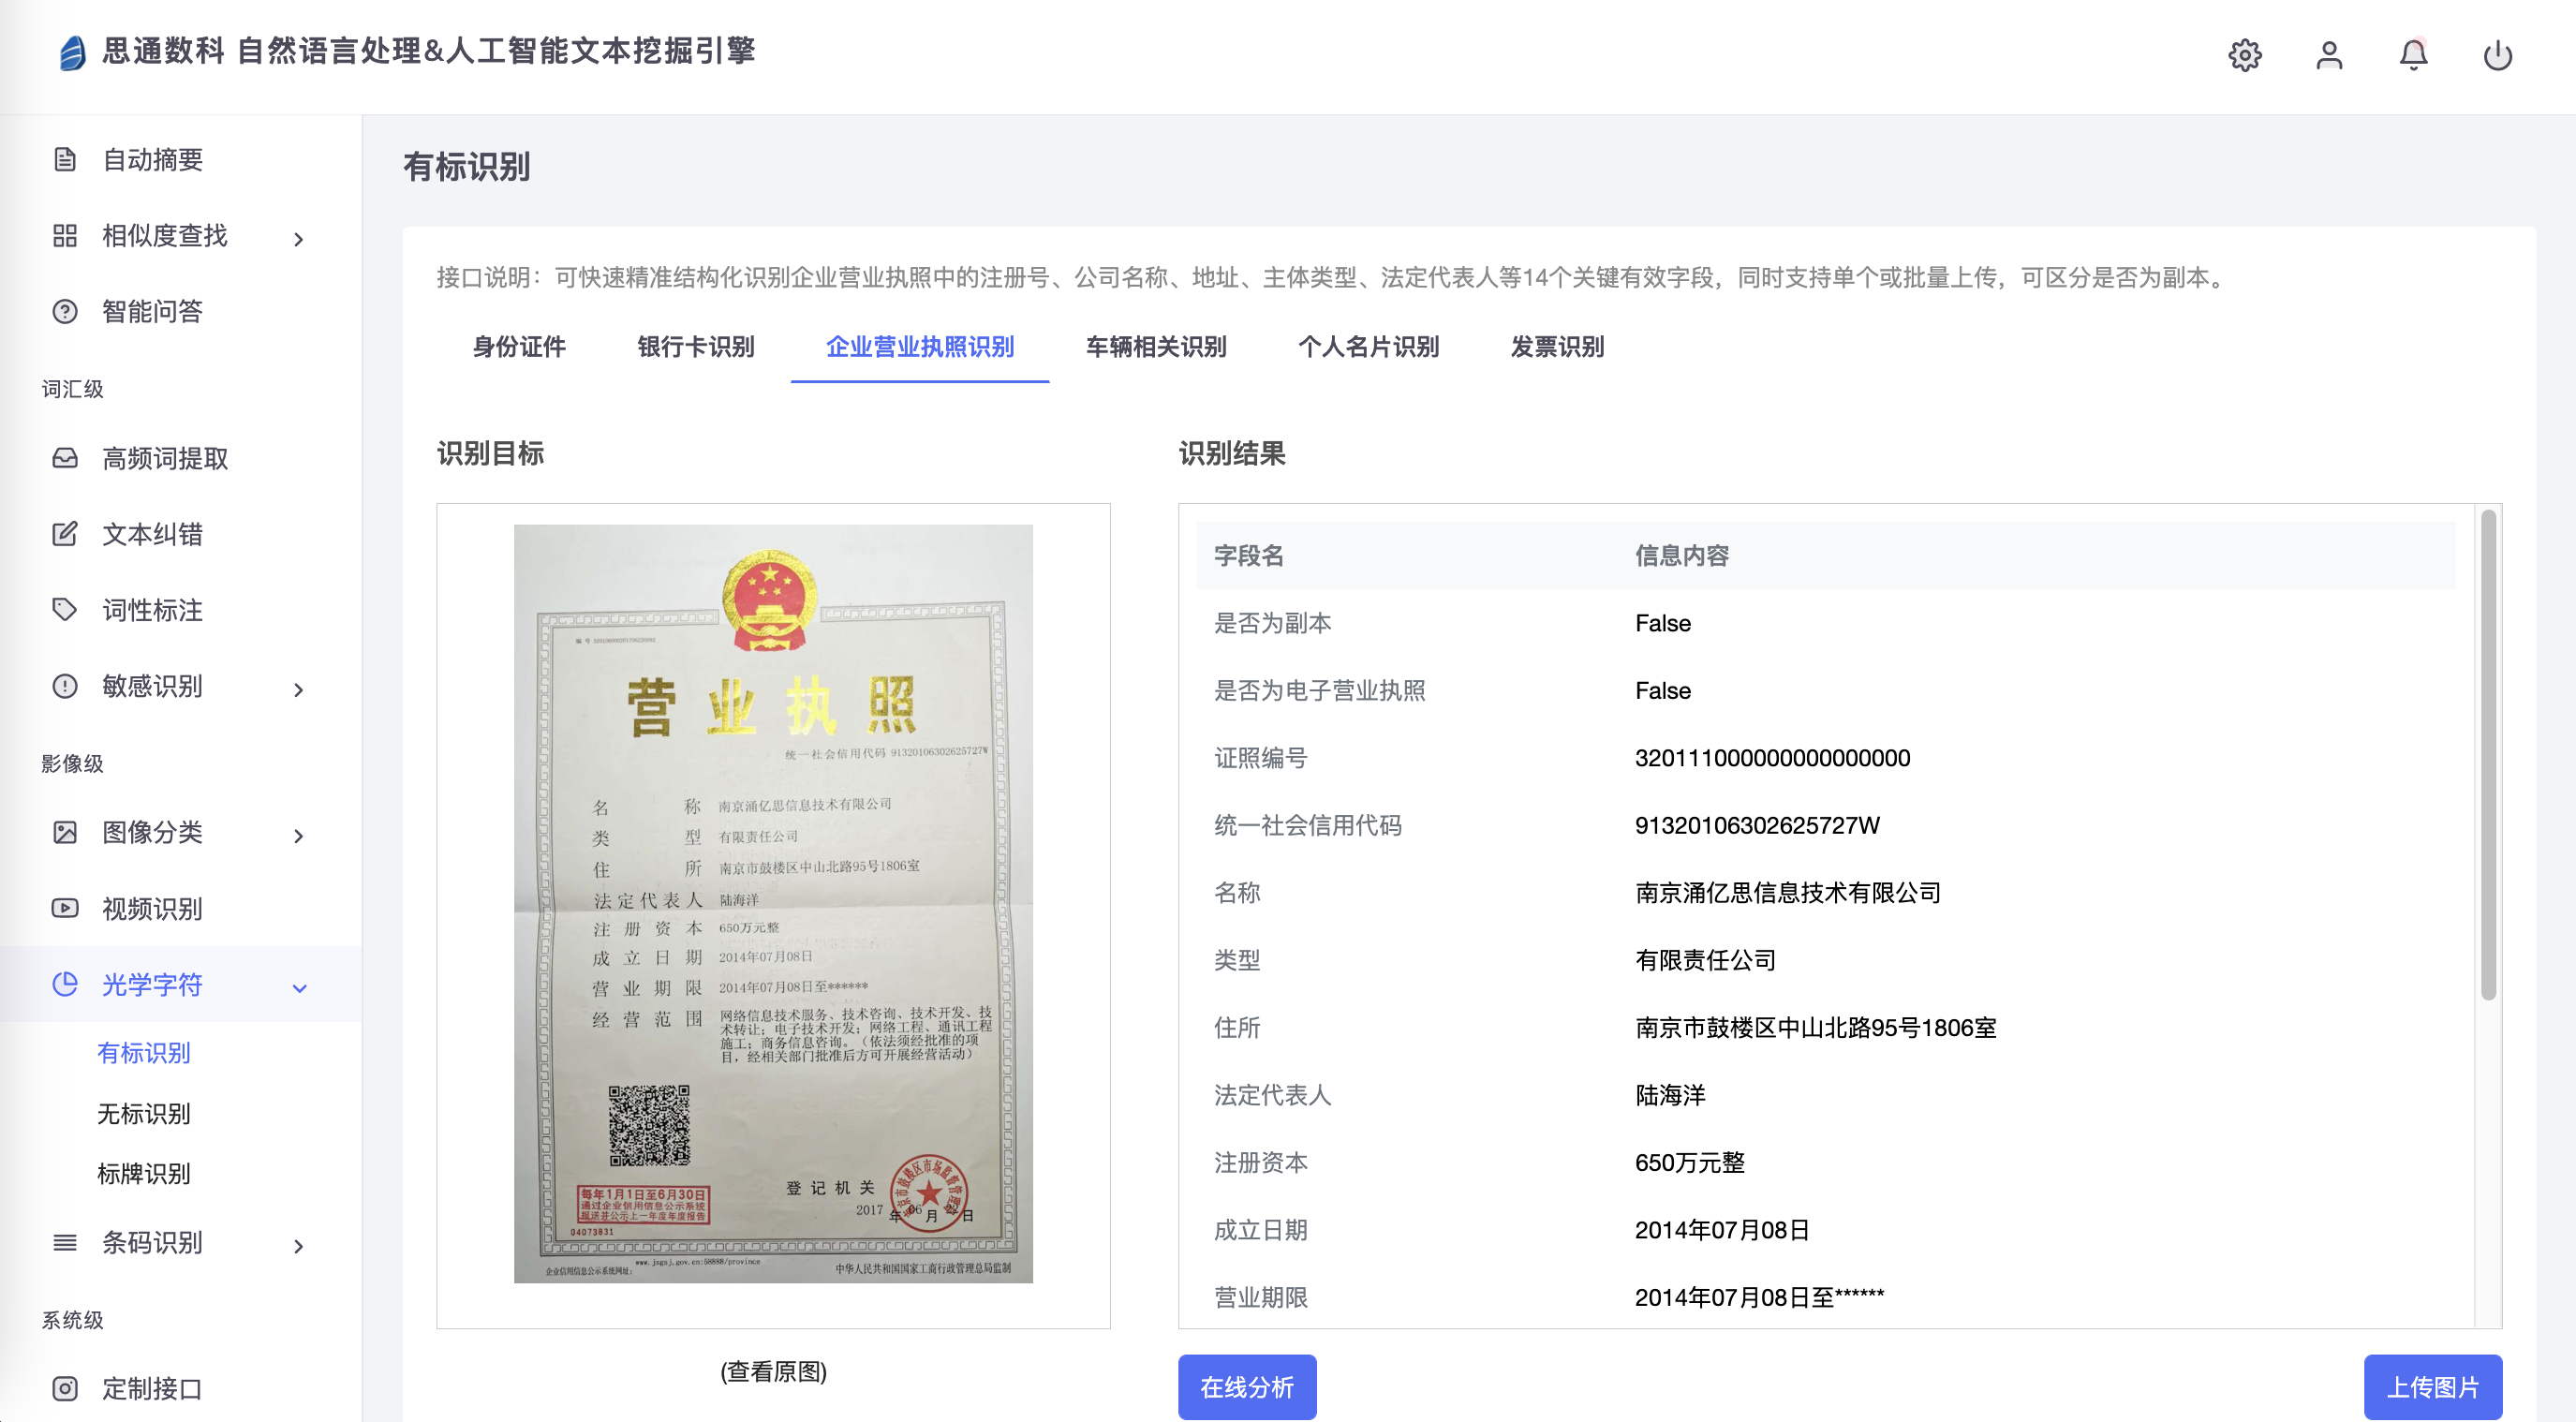 思通数科 自然语言处理&人工智能文本挖掘引擎
自动摘要
相似度查找
智能问答
词汇级
高频词提取
文本纠错
词性标注
敏感识别
影像级
图像分类
视频识别
光学字符
有标识别
无标识别
标牌识别
条码识别
系统级
定制接口
有标识别
接口说明：可快速精准结构化识别企业营业执照中的注册号、公司名称、地址、主体类型、法定代表人等14个关键有效字段，同时支持单个或批量上传，可区分是否为副本。
身份证件 银行卡识别 企业营业执照识别 车辆相关识别 个人名片识别 发票识别
识别目标
编 号
营业执照
统一社会信用代码 91320106302625727W
名称 南京涌亿思信息技术有限公司
类型 有限责任公司
住所 南京市鼓楼区中山北路95号1806室
法定代表人 陆海洋
注册资本 650万元整
成立日期 2014年07月08日
营业期限 2014年07月08日至******
经营范围 网络信息技术服务、技术咨询、技术开发、技
术转让；电子技术开发；网络工程、通讯工程
施工；商务信息咨询。（依法须经批准的项
目，经相关部门批准后方可开展经营活动）
每年1月1日至6月30日
通过企业信用信息公示系统
报送并公示上一年度年度报告
04073831
登记机关
2017 年 月 日
企业信用信息公示系统网址：
www.jsgsj.gov.cn:58888/province
中华人民共和国国家工商行政管理总局监制
(查看原图)
识别结果
字段名 信息内容
是否为副本 False
是否为电子营业执照 False
证照编号 320111000000000000000
统一社会信用代码 91320106302625727W
名称 南京涌亿思信息技术有限公司
类型 有限责任公司
住所 南京市鼓楼区中山北路95号1806室
法定代表人 陆海洋
注册资本 650万元整
成立日期 2014年07月08日
营业期限 2014年07月08日至******
在线分析
上传图片